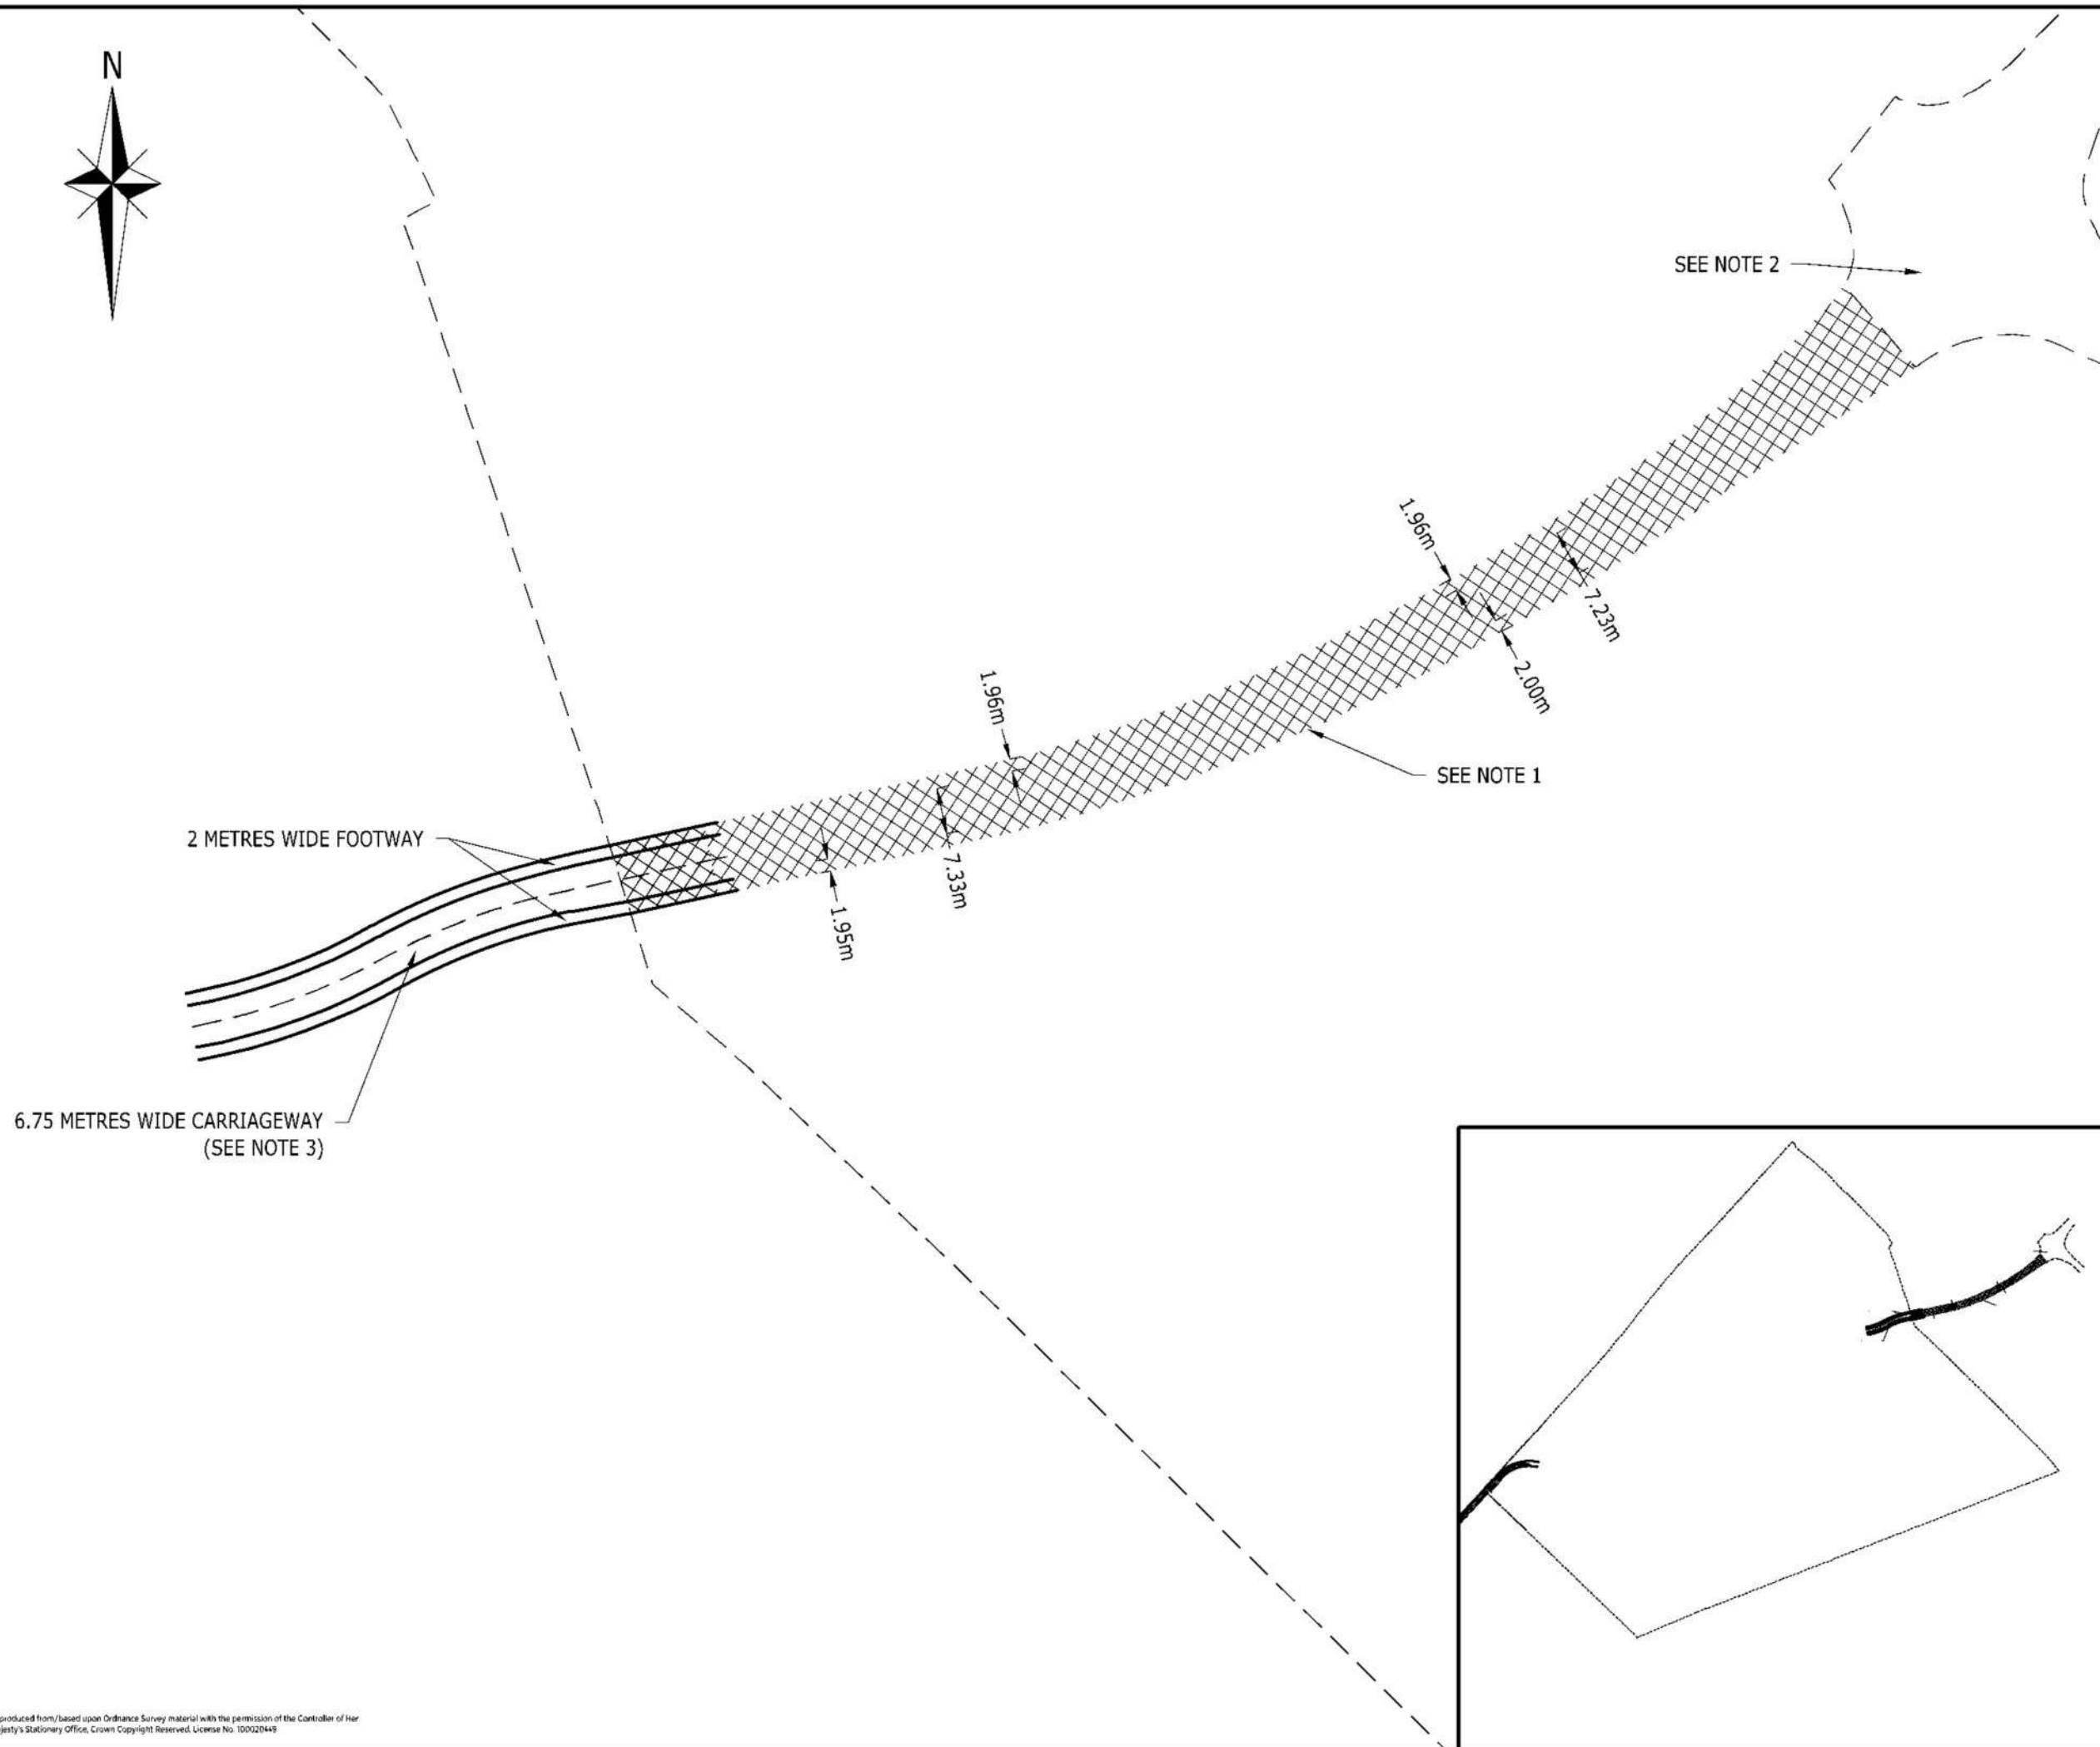 N
SEE NOTE 2
1.96m
7.23m
2.00m
1.96m
SEE NOTE 1
2 METRES WIDE FOOTWAY
7.33m
1.95m
6.75 METRES WIDE CARRIAGEWAY
(SEE NOTE 3)
produced from/based upon Ordnance Survey material with the permission of the Controller of Her
jesty's Stationery Office, Crown Copyright Reserved. License No. 100020449